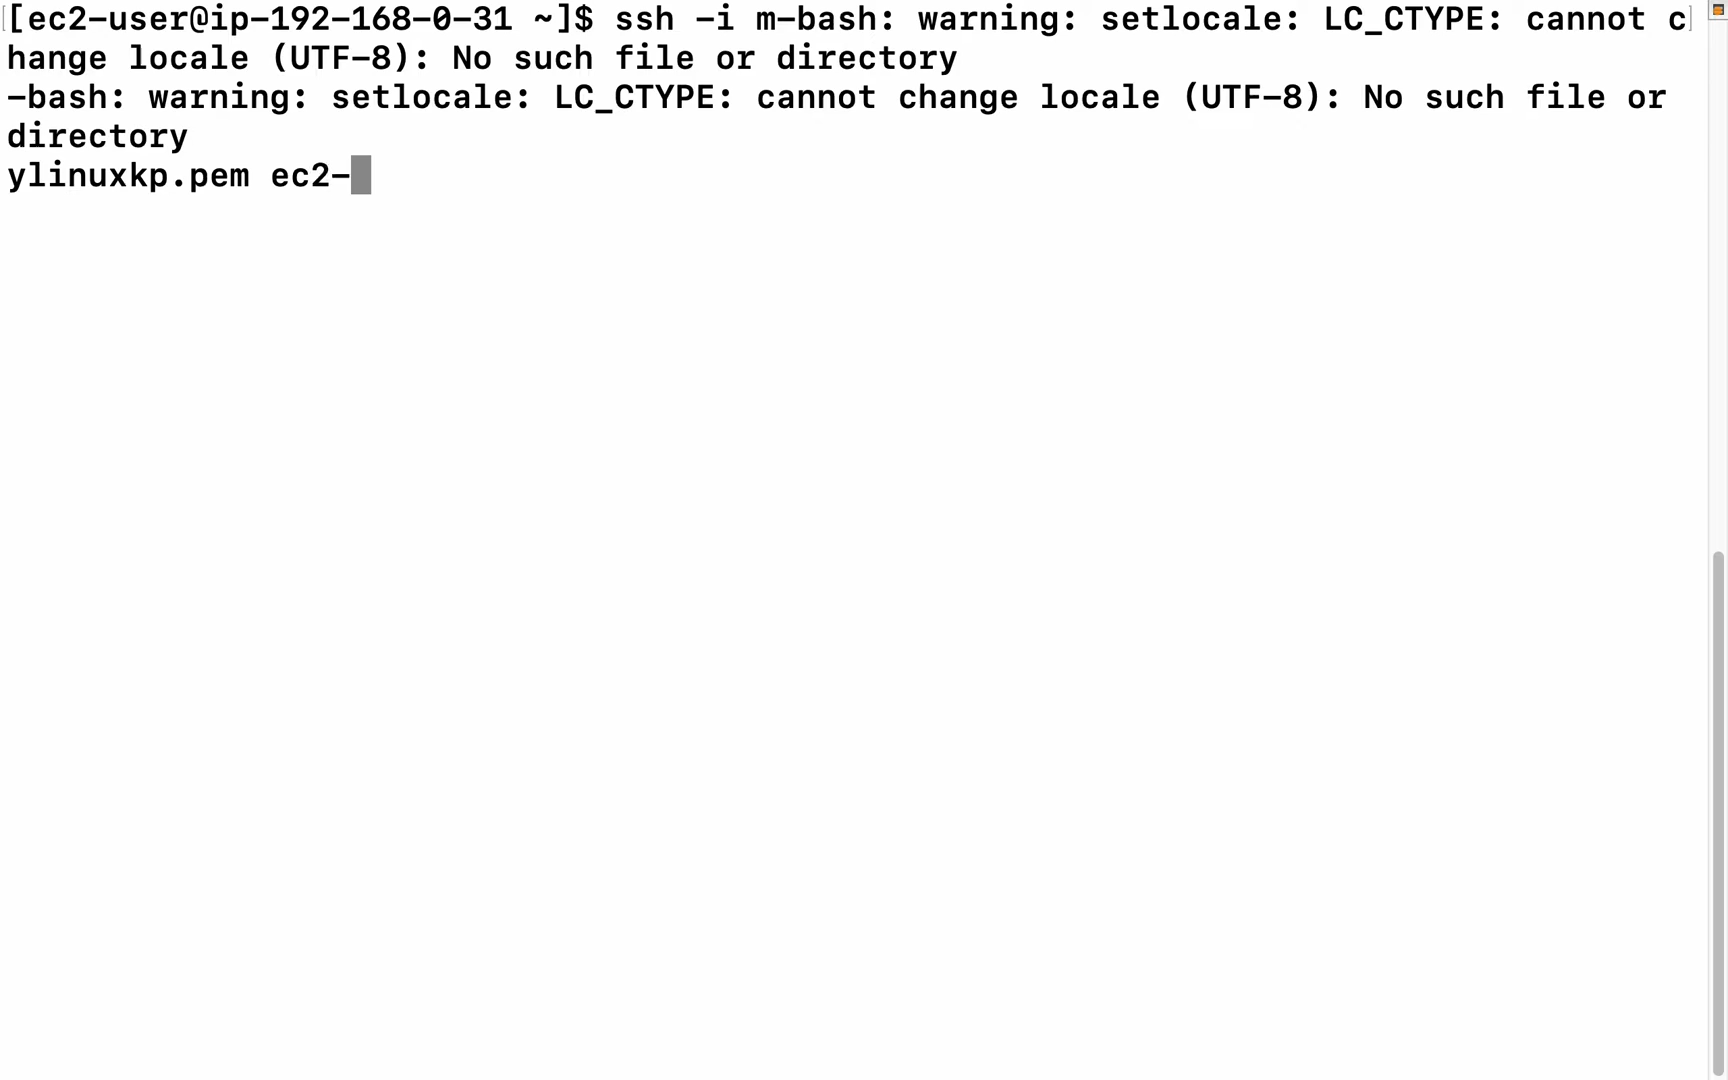 [ec2-user@ip-192-168-0-31 ~]$ ssh -i m-bash: warning: setlocale: LC_CTYPE: cannot c
hange locale (UTF-8): No such file or directory
-bash: warning: setlocale: LC_CTYPE: cannot change locale (UTF-8): No such file or
directory
ylinuxkp.pem ec2-